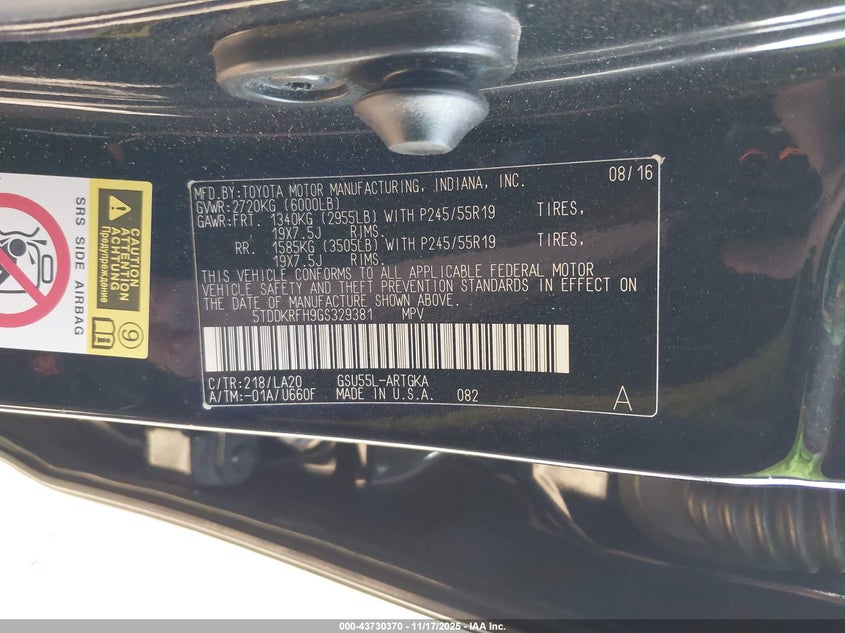 MFD.BY:TOYOTA MOTOR MANUFACTURING, INDIANA, INC. 08/16
GVWR:2720KG (6000LB)
GAWR:FRT. 1340KG (2955LB) WITH P245/55R19 TIRES,
19X7.5J RIMS.
RR. 1585KG (3505LB) WITH P245/55R19 TIRES,
19X7.5J RIMS.
THIS VEHICLE CONFORMS TO ALL APPLICABLE FEDERAL MOTOR
VEHICLE SAFETY AND THEFT PREVENTION STANDARDS IN EFFECT ON
THE DATE OF MANUFACTURE SHOWN ABOVE.
5TDDKRFH9GS329381 MPV
C/TR:218/LA20 GSU55L-ARTGKA
A/TM:-01A/U660F MADE IN U.S.A. 082 A
CAUTION
ATTENTION
ACHTUNG
Предупреждение
9
SRS SIDE AIRBAG
000-43730370 — 11/17/2025 — IAA Inc.